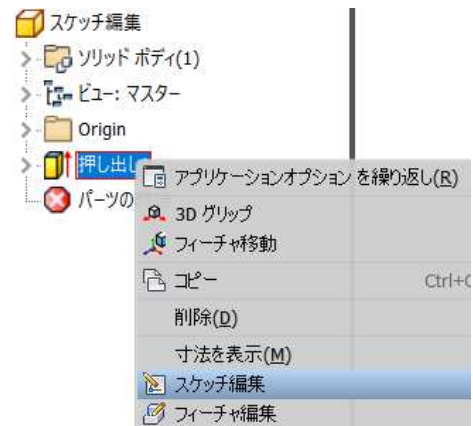 スケッチ編集
ソリッド ボディ(1)
ビュー: マスター
Origin
押し出し
パーツの
アプリケーションオプション を繰り返し(R)
3D グリップ
フィーチャ移動
コピー Ctrl+C
削除(D)
寸法を表示(M)
スケッチ編集
フィーチャ編集